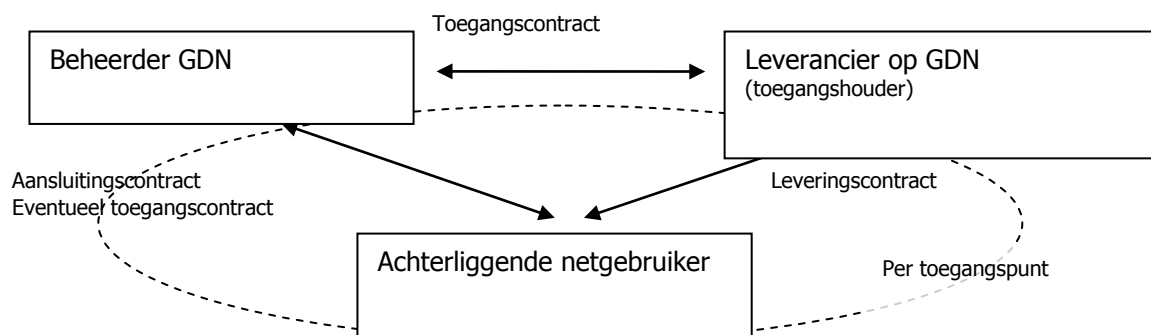 Toegangscontract
Beheerder GDN
Leverancier op GDN
(toegangshouder)
Aansluitingscontract
Eventueel toegangscontract
Leveringscontract
Achterliggende netgebruiker
Per toegangspunt